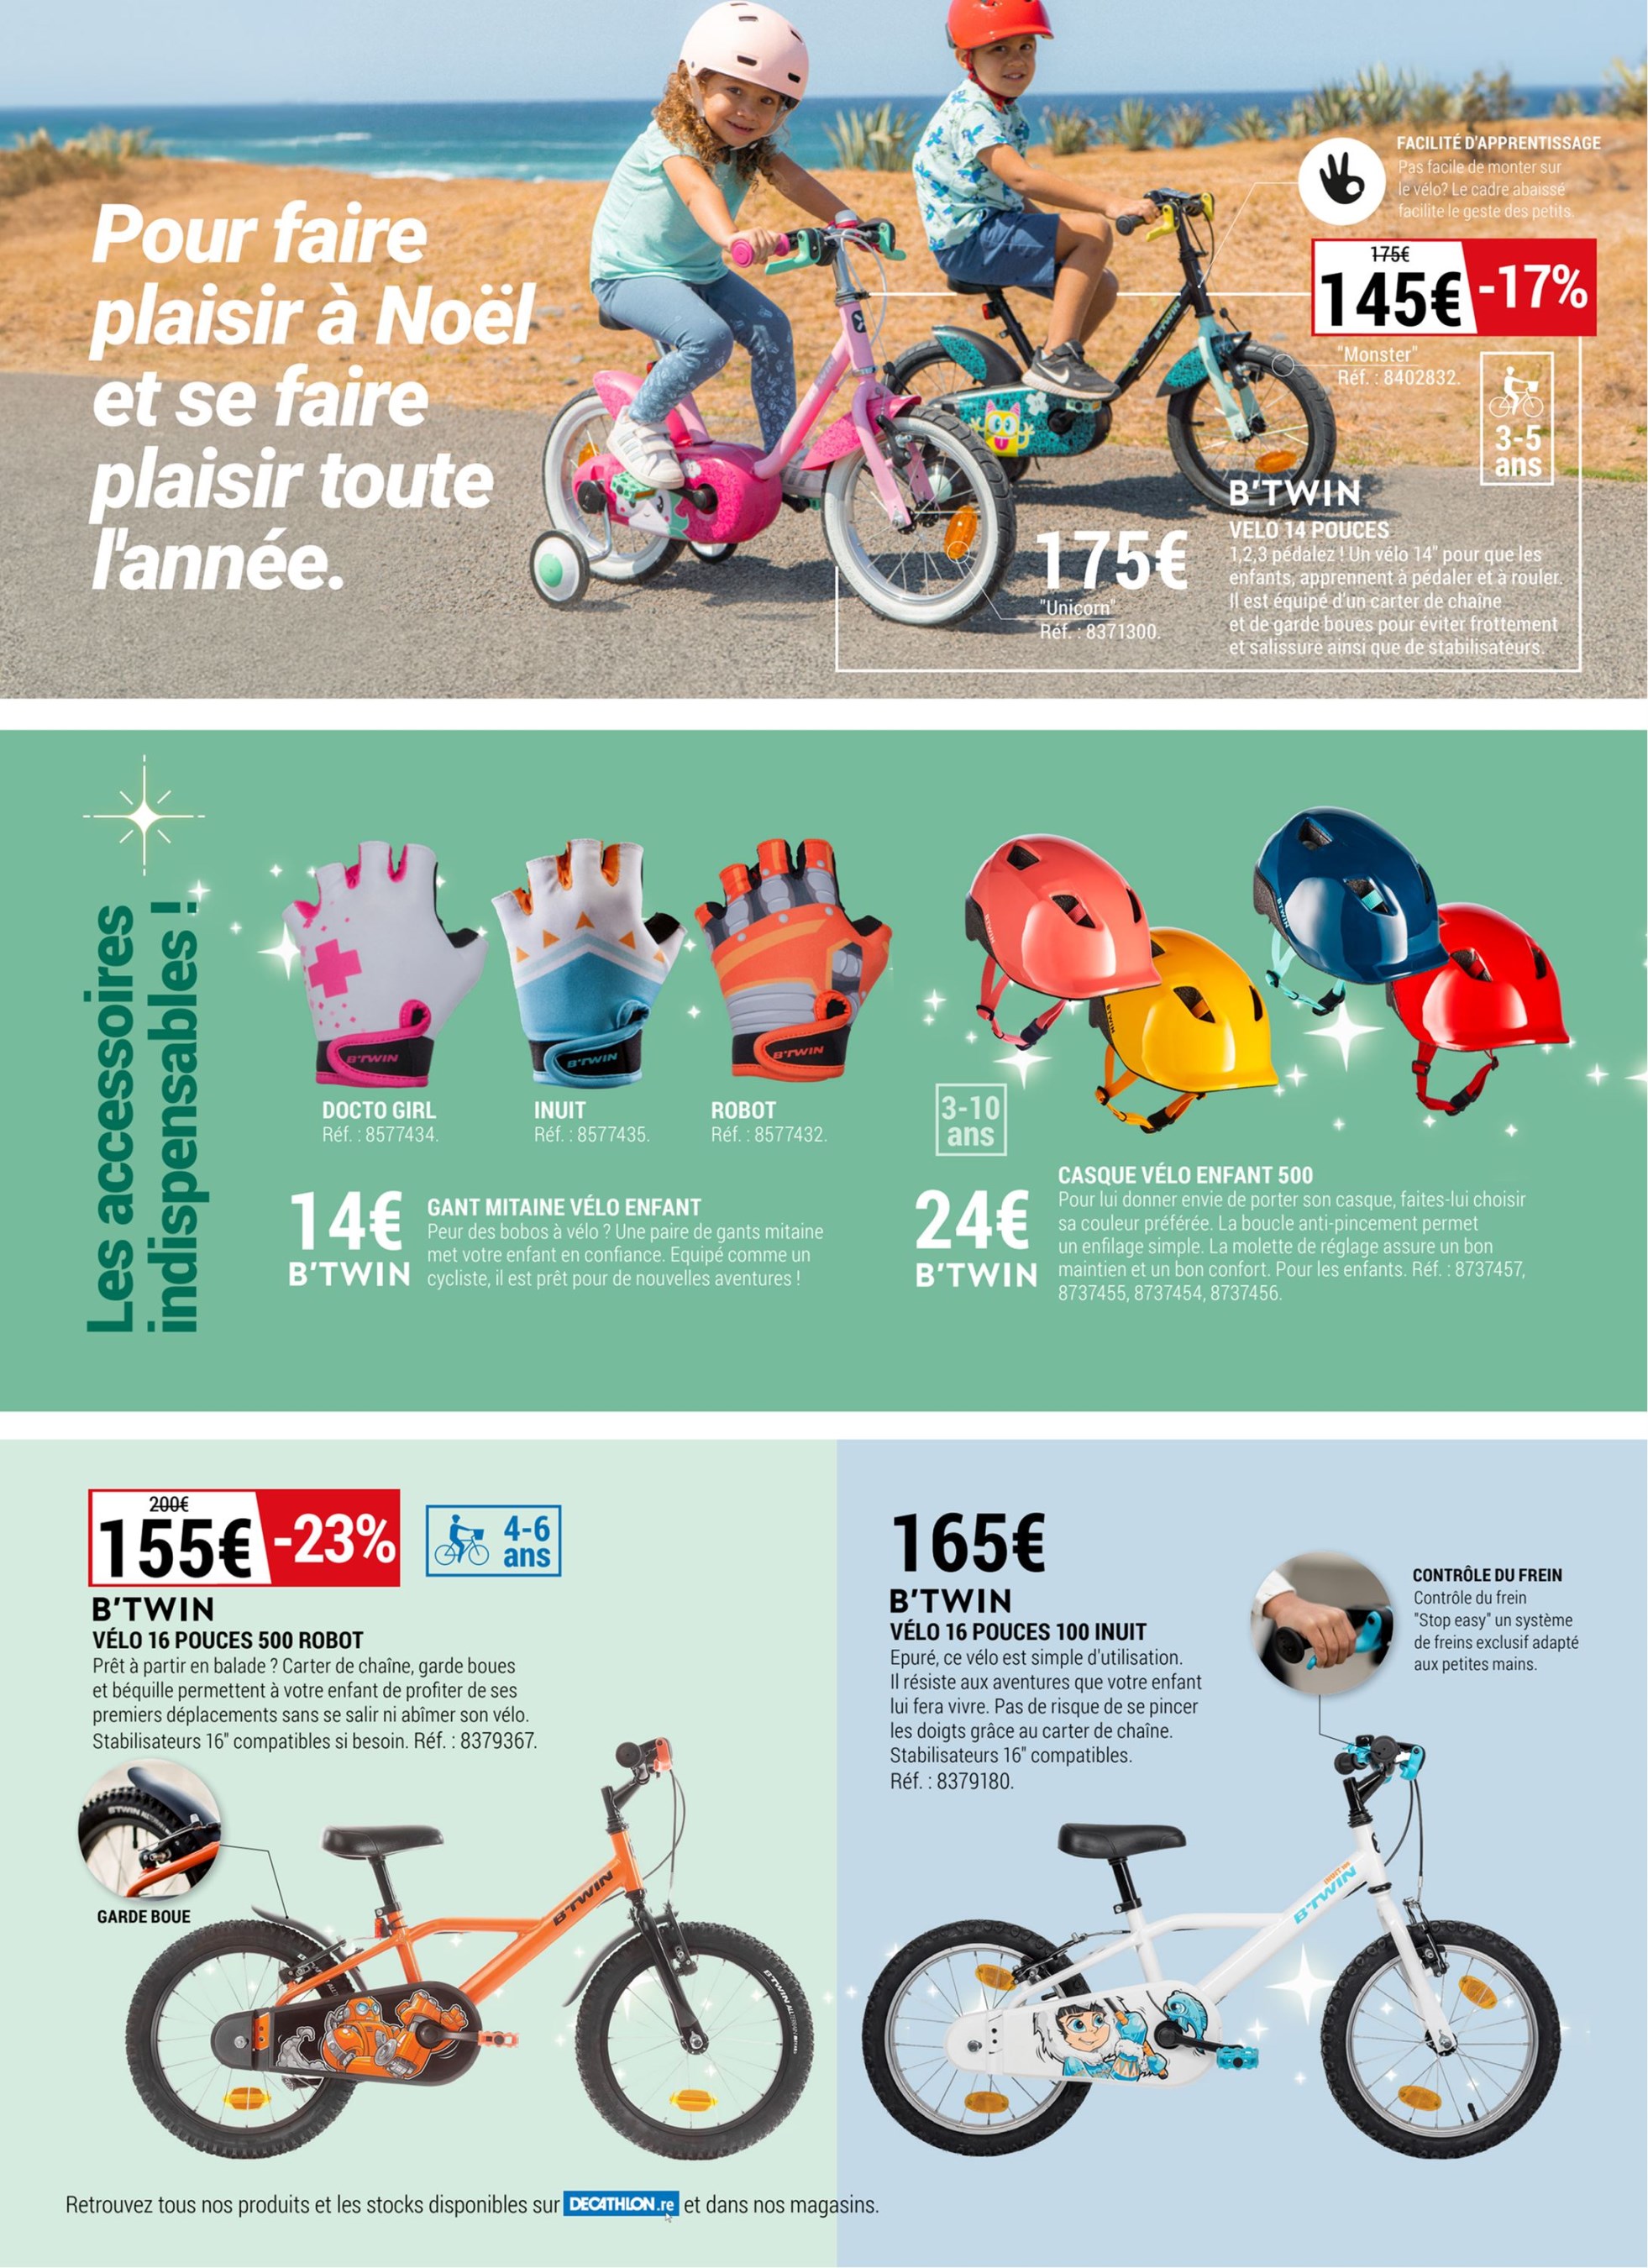 Pour faire
plaisir à Noël
et se faire
plaisir toute
l'année.
FACILITÉ D'APPRENTISSAGE
Pas facile de monter sur
le vélo? Le cadre abaissé
facilite le geste des petits.
175€
145€ -17%
"Monster"
Réf. : 8402832.
3-5
ans
175€
"Unicorn"
Réf. : 8371300.
B'TWIN
VELO 14 POUCES
1,2,3 pédalez ! Un vélo 14" pour que les
enfants, apprennent à pédaler et a rouler.
Il est équipé d'un carter de chaîne
et de garde boues pour éviter frottement
et salissure ainsi que de stabilisateurs.
Les accessoires
indispensables !
B'TWIN
B'TWIN
B'TWIN
DOCTO GIRL
Réf. : 8577434.
INUIT
Réf. : 8577435.
ROBOT
Réf. : 8577432.
14€
B'TWIN
GANT MITAINE VÉLO ENFANT
Peur des bobos à vélo ? Une paire de gants mitaine
met votre enfant en confiance. Equipé comme un
cycliste, il est prêt pour de nouvelles aventures !
3-10
ans
24€
B'TWIN
CASQUE VÉLO ENFANT 500
Pour lui donner envie de porter son casque, faites-lui choisir
sa couleur préférée. La boucle anti-pincement permet
un enfilage simple. La molette de réglage assure un bon
maintien et un bon confort. Pour les enfants. Réf. : 8737457,
8737455, 8737454, 8737456.
200€
155€ -23%
4-6
ans
B'TWIN
VÉLO 16 POUCES 500 ROBOT
Prêt à partir en balade ? Carter de chaîne, garde boues
et béquille permettent à votre enfant de profiter de ses
premiers déplacements sans se salir ni abîmer son vélo.
Stabilisateurs 16" compatibles si besoin. Réf. : 8379367.
GARDE BOUE
B'TWIN
165€
B'TWIN
VÉLO 16 POUCES 100 INUIT
Epuré, ce vélo est simple d'utilisation.
Il résiste aux aventures que votre enfant
lui fera vivre. Pas de risque de se pincer
les doigts grâce au carter de chaîne.
Stabilisateurs 16" compatibles.
Réf. : 8379180.
CONTRÔLE DU FREIN
Contrôle du frein
"Stop easy" un système
de freins exclusif adapté
aux petites mains.
B'TWIN
Retrouvez tous nos produits et les stocks disponibles sur DECATHLON.re et dans nos magasins.